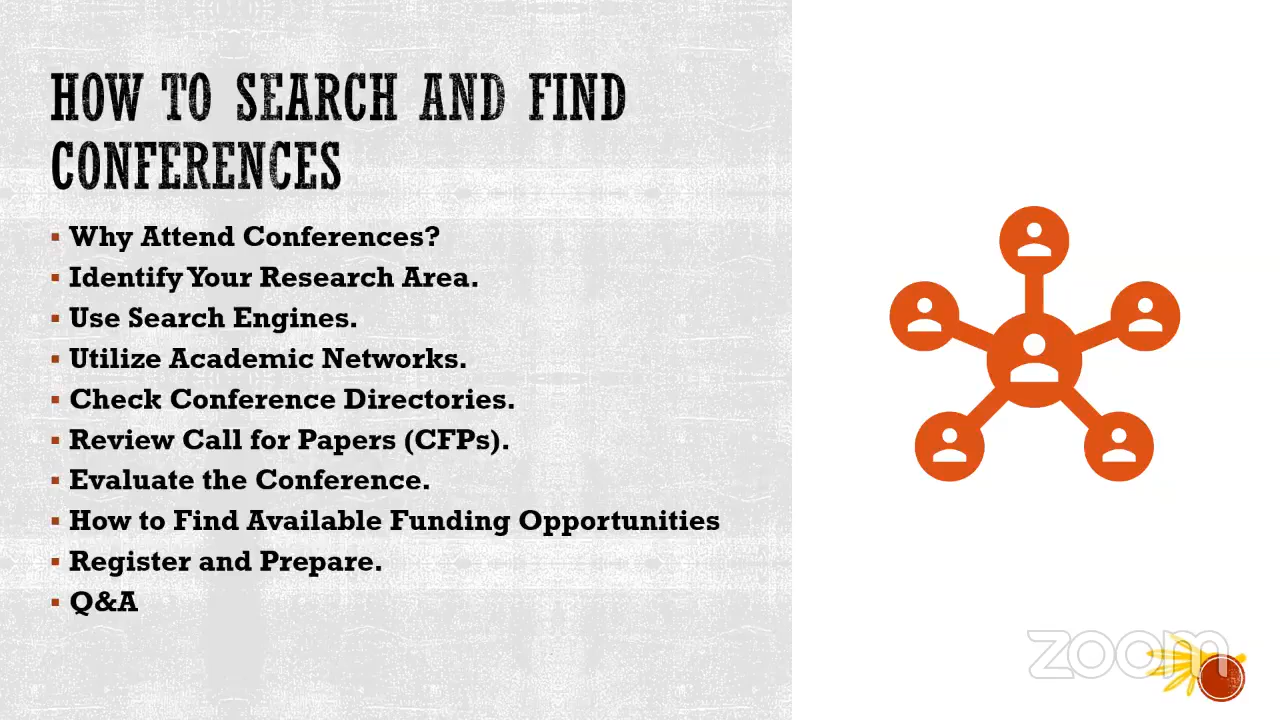 HOW TO SEARCH AND FIND
CONFERENCES
▪ Why Attend Conferences?
▪ Identify Your Research Area.
▪ Use Search Engines.
▪ Utilize Academic Networks.
▪ Check Conference Directories.
▪ Review Call for Papers (CFPs).
▪ Evaluate the Conference.
▪ How to Find Available Funding Opportunities
▪ Register and Prepare.
▪ Q&A
zoom